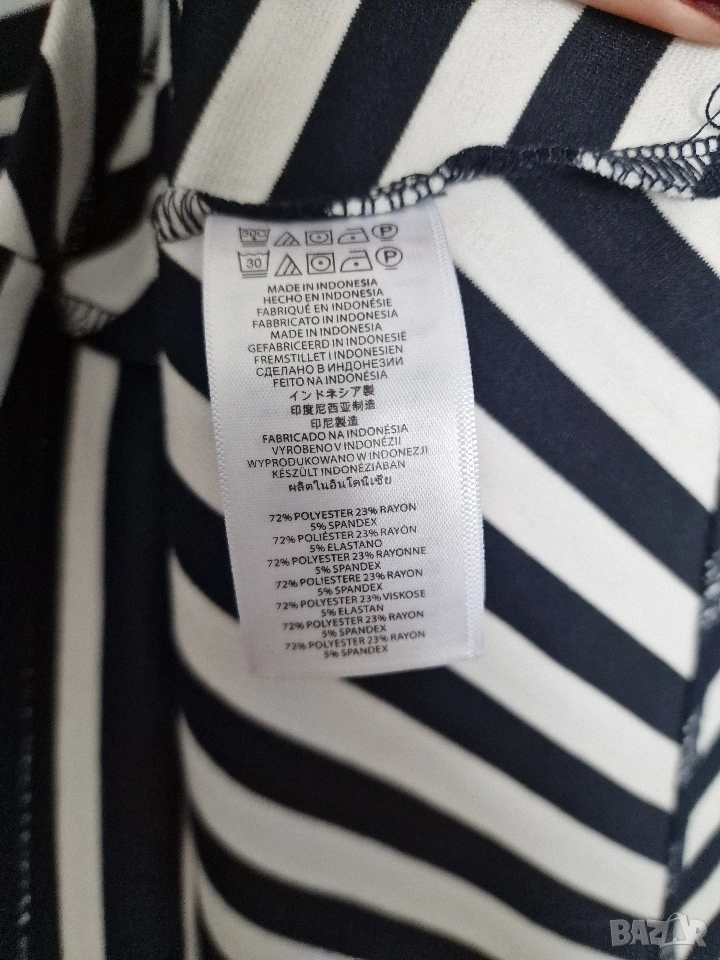 30C P
30 P
MADE IN INDONESIA
HECHO EN INDONESIA
FABRIQUÉ EN INDONÉSIE
FABBRICATO IN INDONESIA
MADE IN INDONESIA
GEFABRICEERD IN INDONESIË
FREMSTILLET I INDONESIEN
СДЕЛАНО В ИНДОНЕЗИИ
FEITO NA INDONÉSIA
インドネシア製
印度尼西亚制造
印尼製造
FABRICADO NA INDONÉSIA
VYROBENO V INDONÉZII
WYPRODUKOWANO W INDONEZJI
KÉSZÜLT INDONÉZIÁBAN
ผลิตในอินโดนีเซีย
72% POLYESTER 23% RAYON
5% SPANDEX
72% POLIÉSTER 23% RAYÓN
5% ELASTANO
72% POLYESTER 23% RAYONNE
5% SPANDEX
72% POLIESTERE 23% RAYON
5% SPANDEX
72% POLYESTER 23% VISKOSE
5% ELASTAN
72% POLYESTER 23% RAYON
5% SPANDEX
72% POLYESTER 23% RAYON
5% SPANDEX
BAZAR